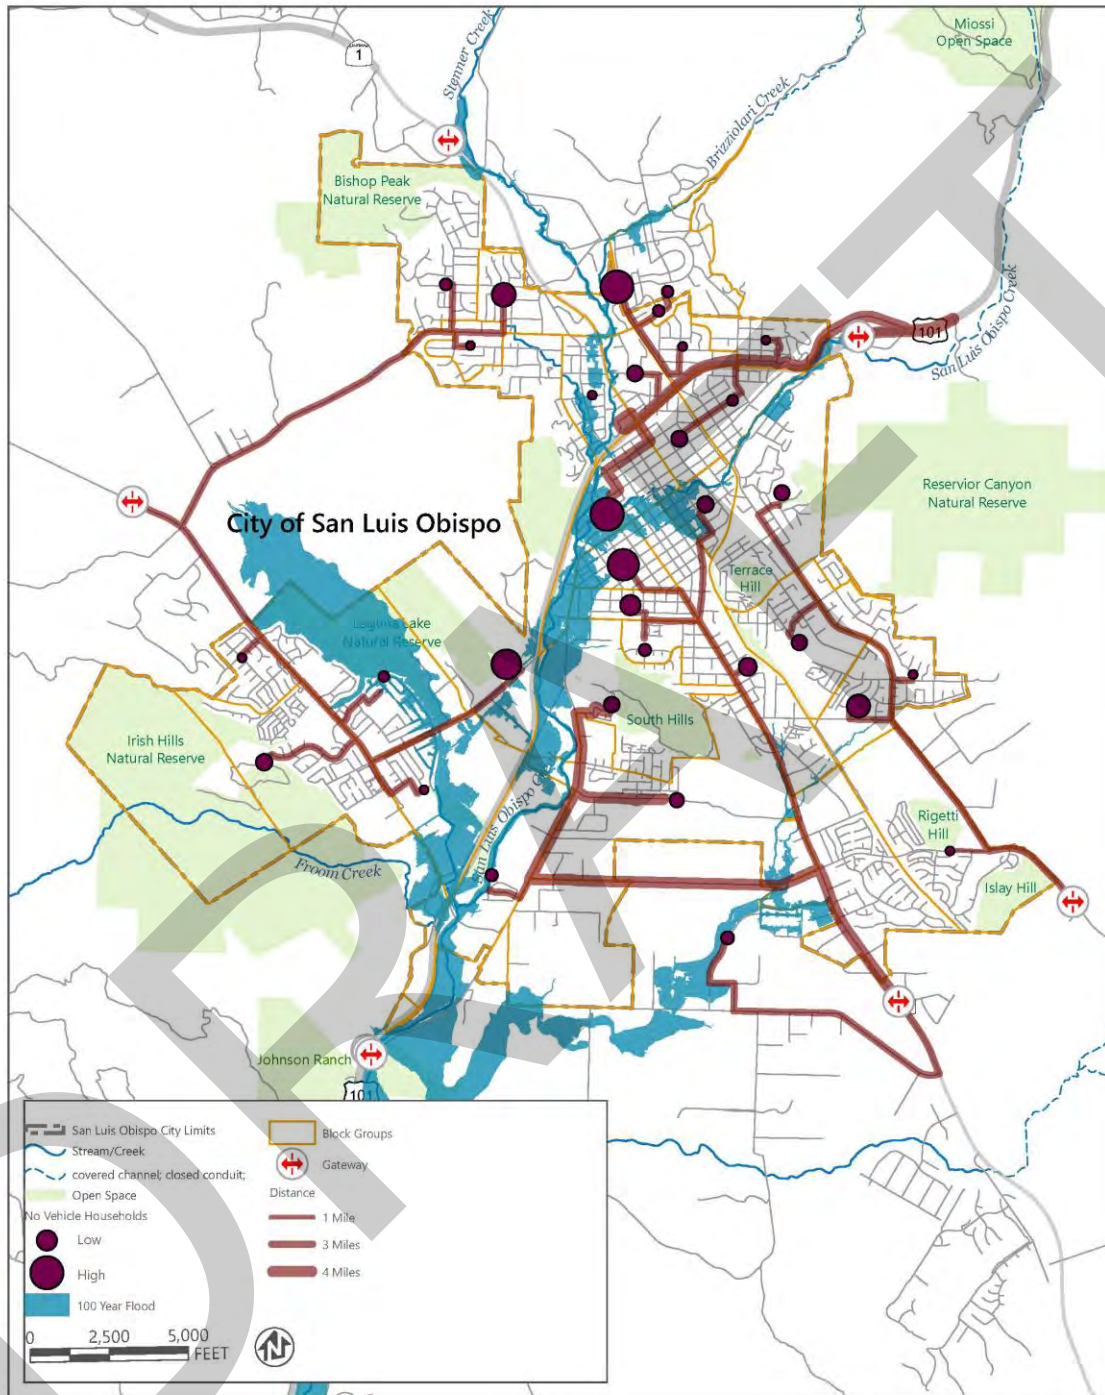 Miossi
Open Space
1
Stenner Creek
Brizziolari Creek
Bishop Peak
Natural Reserve
101
San Luis Obispo Creek
Reservior Canyon
Natural Reserve
City of San Luis Obispo
Terrace
Hill
Laguna Lake
Natural Reserve
South Hills
Irish Hills
Natural Reserve
San Luis Obispo
Froom Creek
Rigetti
Hill
Islay Hill
Johnson Ranch
101
San Luis Obispo City Limits
Stream/Creek
covered channel; closed conduit;
Open Space
No Vehicle Households
Low
High
100 Year Flood
0 2,500 5,000
FEET
Block Groups
Gateway
Distance
1 Mile
3 Miles
4 Miles
N
DRAFT